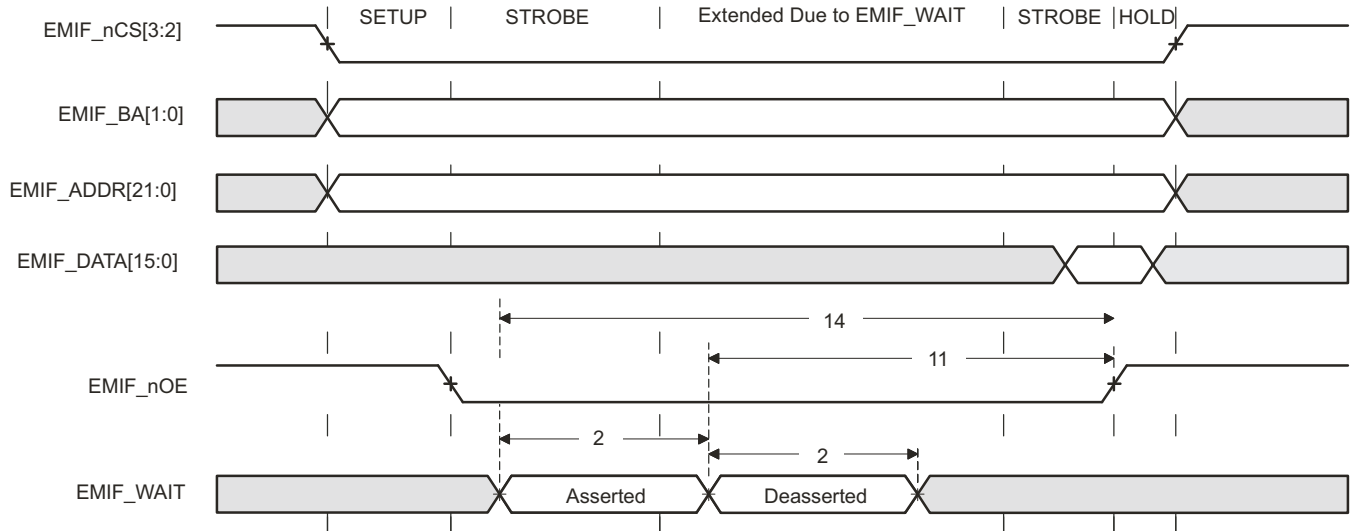 SETUP STROBE Extended Due to EMIF_WAIT STROBE HOLD
EMIF_nCS[3:2]
EMIF_BA[1:0]
EMIF_ADDR[21:0]
EMIF_DATA[15:0]
14
11
EMIF_nOE
2
2
EMIF_WAIT Asserted Deasserted